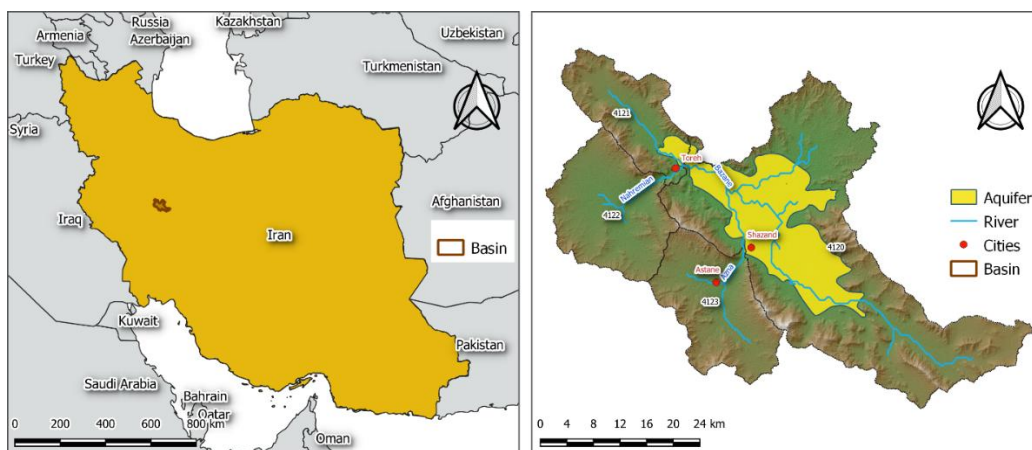 Russia
Kazakhstan
Armenia
Azerbaijan
Uzbekistan
Turkey
Turkmenistan
Syria
Afghanistan
Iraq
Iran
Basin
Kuwait
Pakistan
Saudi Arabia
Bahrain
Qatar
Oman
0 200 400 600 800 km
4121
Toreh
Bazane
Nahremian
4122
Shazand
4120
Astane
4123
Aquifer
River
Cities
Basin
0 4 8 12 16 20 24 km